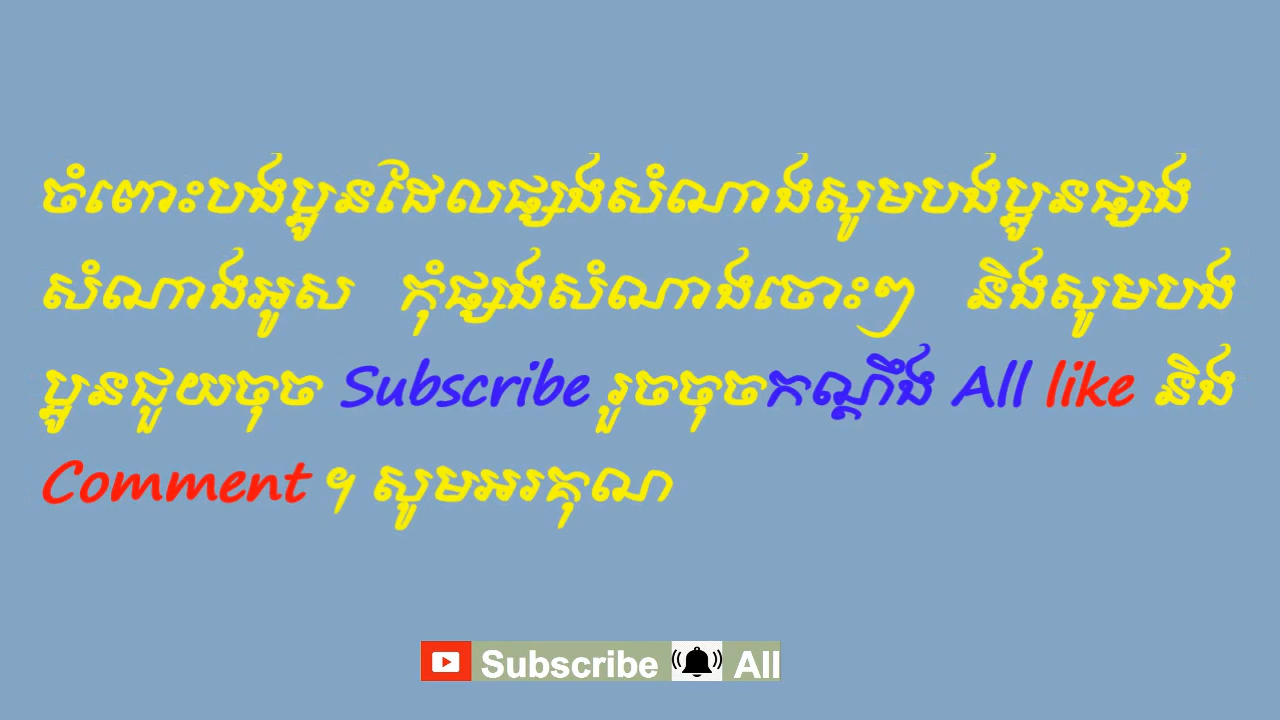 ចំពោះបងប្អូនដែលផ្សងសំណាងសូមបងប្អូនផ្សង
សំណាងអូស កុំផ្សងសំណាងចោះៗ និងសូមបង
ប្អូនជួយចុច Subscribe រួចចុចកណ្ដឹង All like និង
Comment ។ សូមអរគុណ
Subscribe All